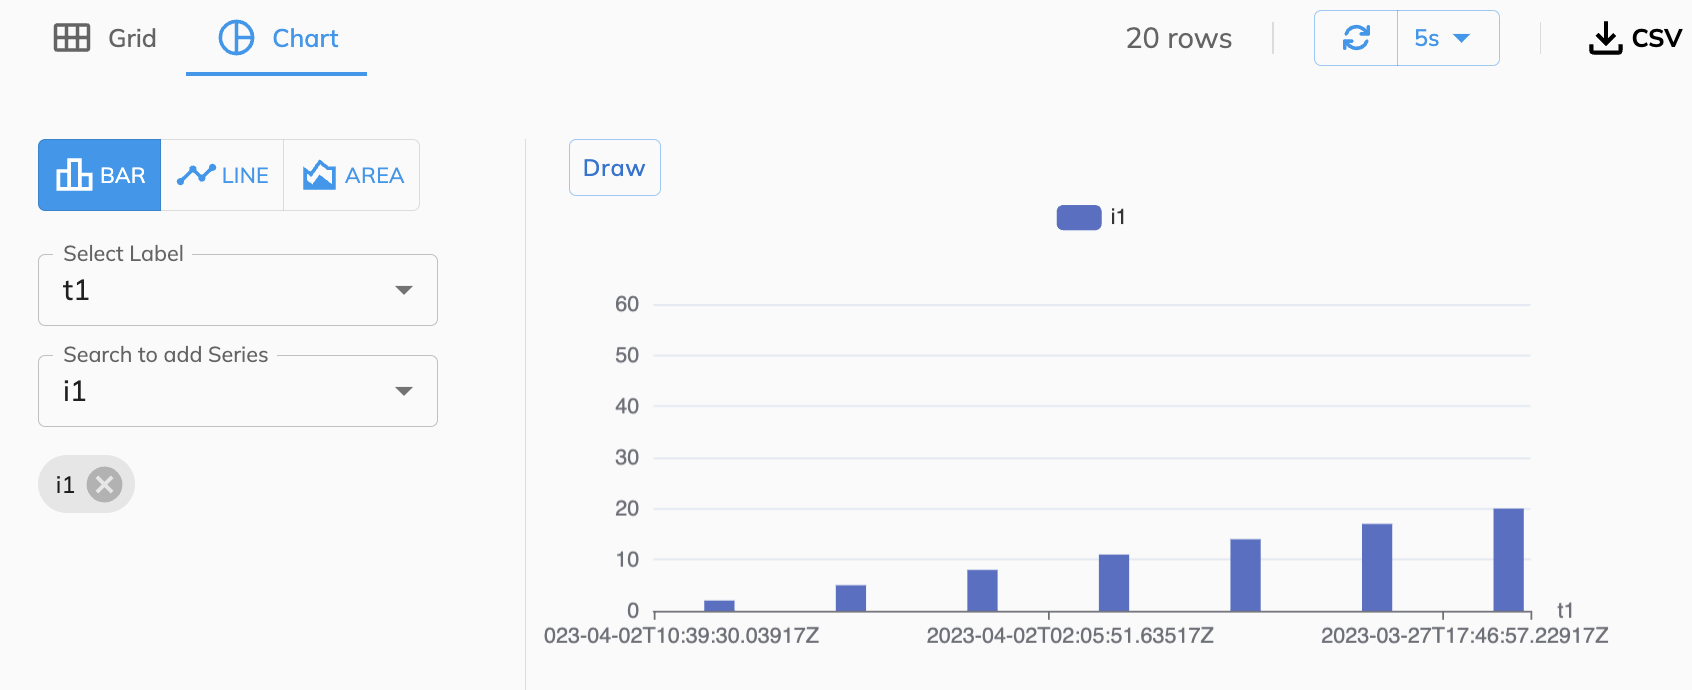 Grid
Chart
20 rows
5s
CSV
BAR
LINE
AREA
Draw
i1
Select Label
t1
Search to add Series
i1
i1
60
50
40
30
20
10
0
t1
023-04-02T10:39:30.03917Z
2023-04-02T02:05:51.63517Z
2023-03-27T17:46:57.22917Z